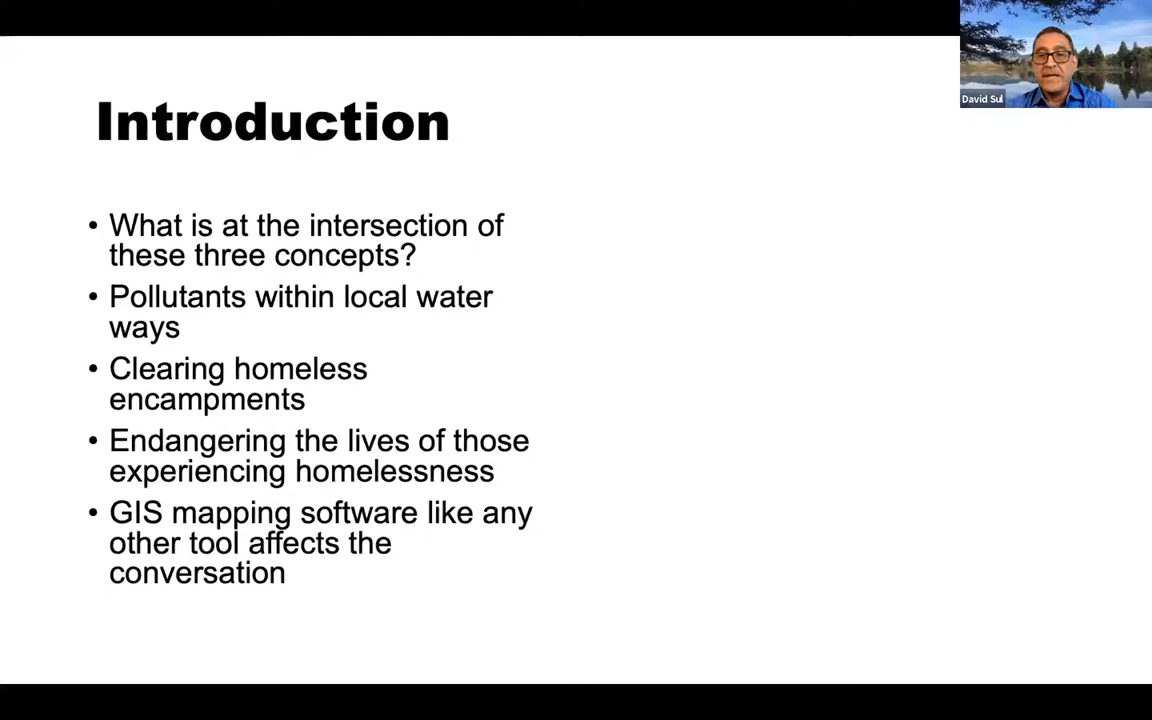 David Sul
Introduction
• What is at the intersection of
these three concepts?
• Pollutants within local water
ways
• Clearing homeless
encampments
• Endangering the lives of those
experiencing homelessness
• GIS mapping software like any
other tool affects the
conversation